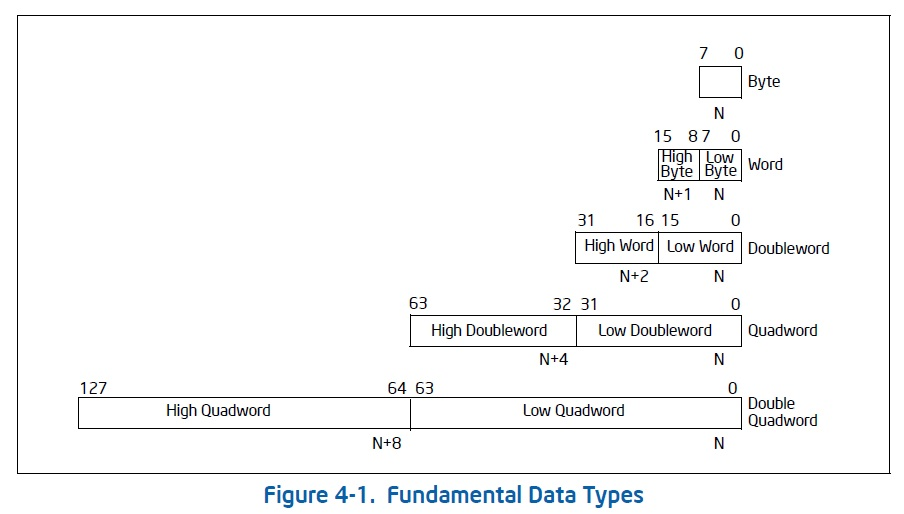 7 0
Byte
N
15 8 7 0
High Byte
Low Byte
Word
N+1 N
31 16 15 0
High Word Low Word Doubleword
N+2 N
63 32 31 0
High Doubleword Low Doubleword Quadword
N+4 N
127 64 63 0
High Quadword Low Quadword
Double
Quadword
N+8 N
Figure 4-1. Fundamental Data Types